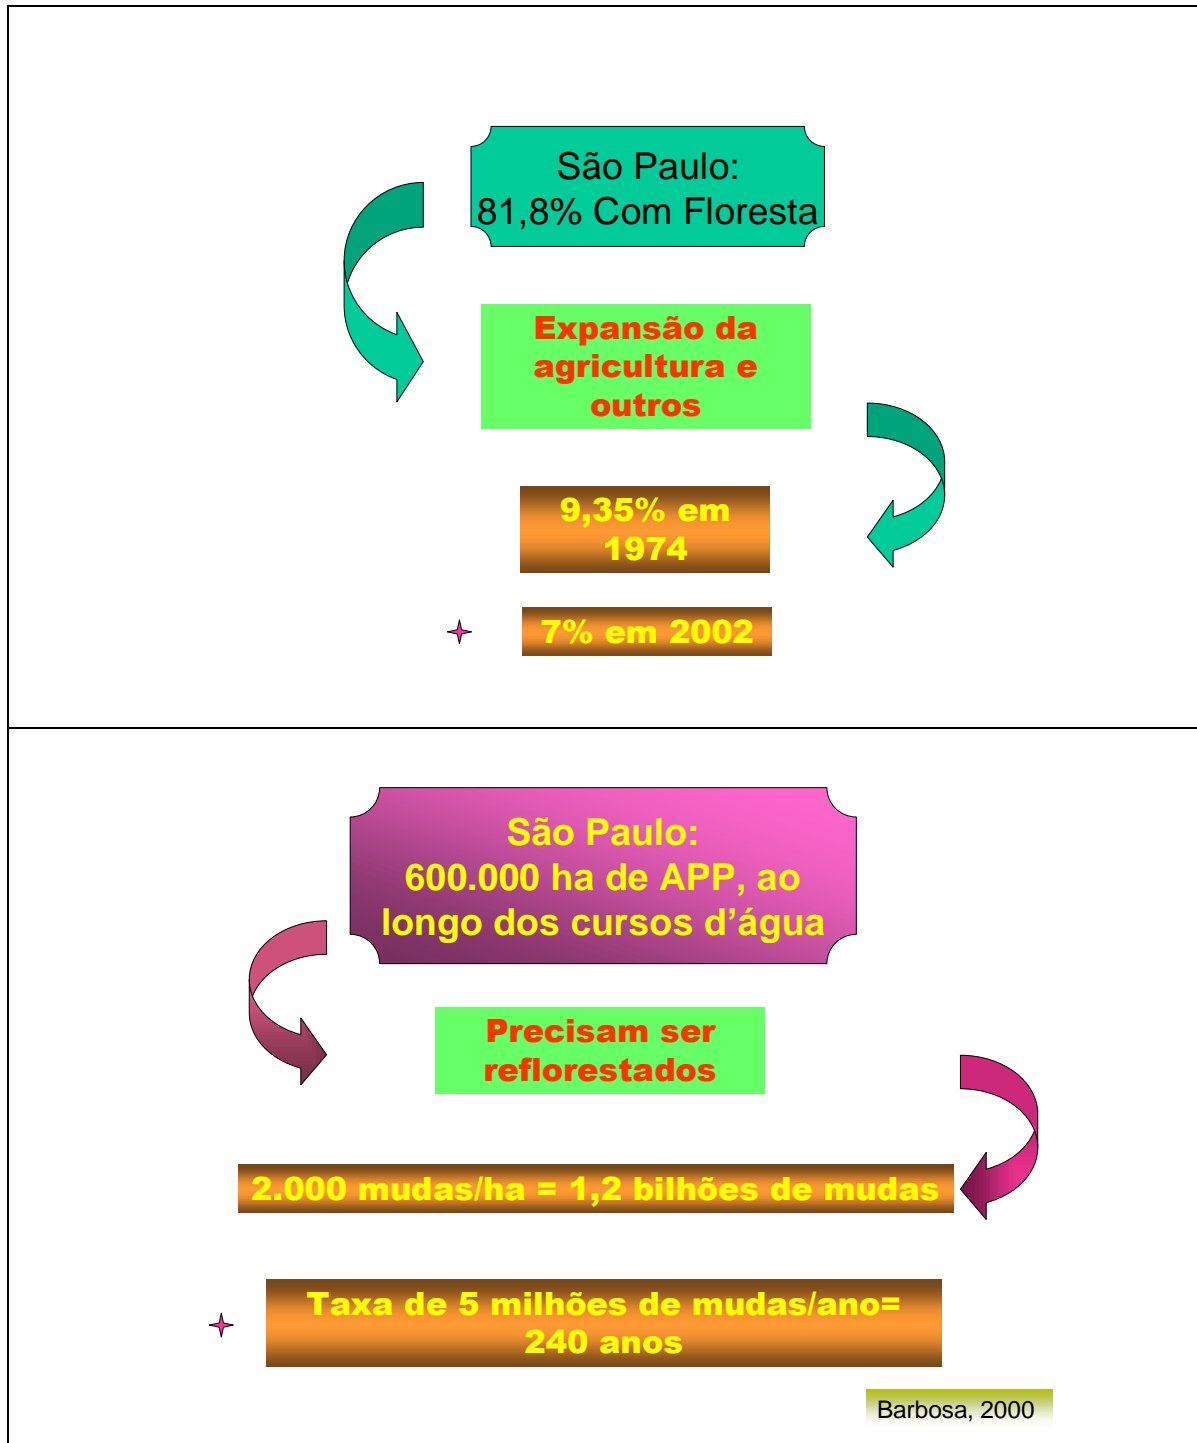 São Paulo:
81,8% Com Floresta
Expansão da
agricultura e
outros
9,35% em
1974
7% em 2002
São Paulo:
600.000 ha de APP, ao
longo dos cursos d’água
Precisam ser
reflorestados
2.000 mudas/ha = 1,2 bilhões de mudas
Taxa de 5 milhões de mudas/ano=
240 anos
Barbosa, 2000